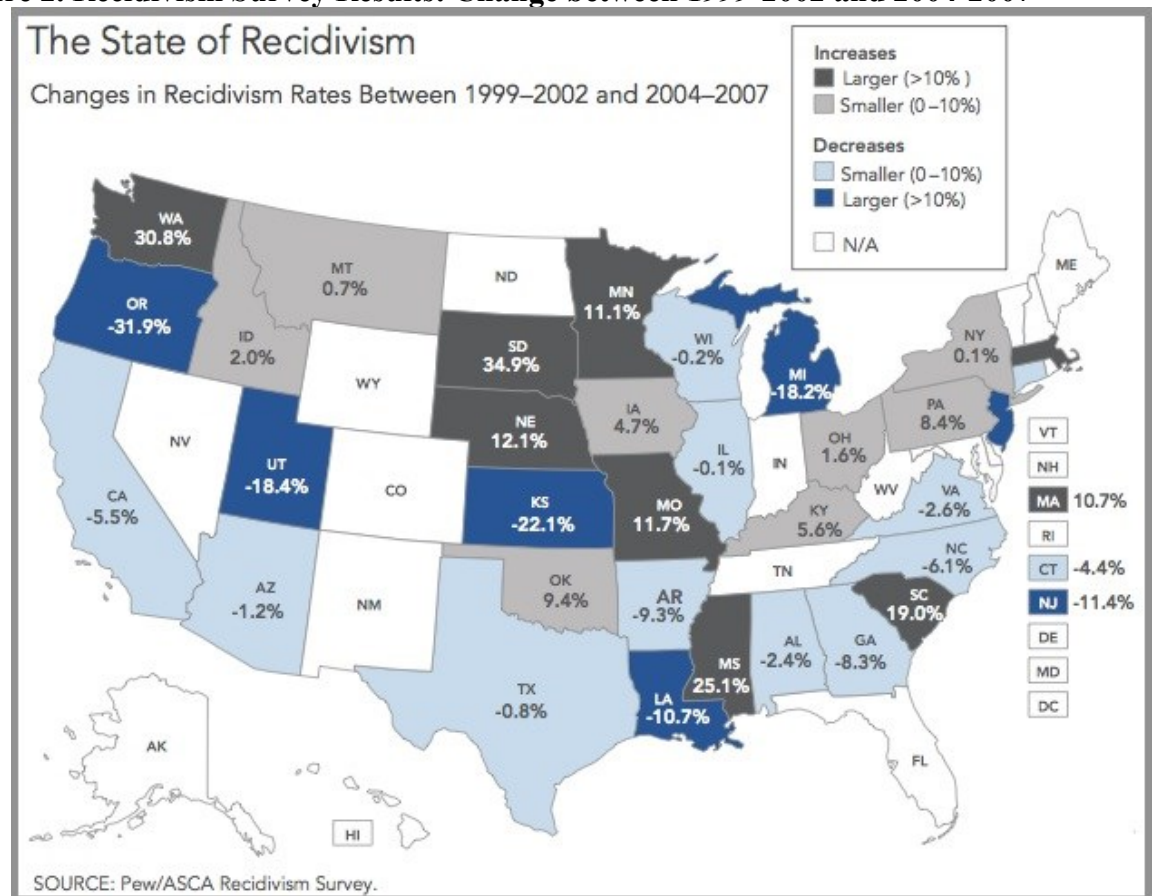 The State of Recidivism
Changes in Recidivism Rates Between 1999–2002 and 2004–2007
Increases
Larger (>10% )
Smaller (0–10%)
Decreases
Smaller (0–10%)
Larger (>10%)
N/A
WA
30.8%
OR
-31.9%
MT
0.7%
ID
2.0%
ND
MN
11.1%
SD
34.9%
WY
WI
-0.2%
MI
-18.2%
NY
0.1%
ME
NE
12.1%
IA
4.7%
PA
8.4%
OH
1.6%
IL
-0.1%
IN
NV
UT
-18.4%
CO
CA
-5.5%
KS
-22.1%
MO
11.7%
KY
5.6%
WV
VA
-2.6%
NC
-6.1%
TN
AZ
-1.2%
NM
OK
9.4%
AR
-9.3%
SC
19.0%
MS
25.1%
AL
-2.4%
GA
-8.3%
TX
-0.8%
LA
-10.7%
FL
AK
HI
VT
NH
MA 10.7%
RI
CT -4.4%
NJ -11.4%
DE
MD
DC
SOURCE: Pew/ASCA Recidivism Survey.